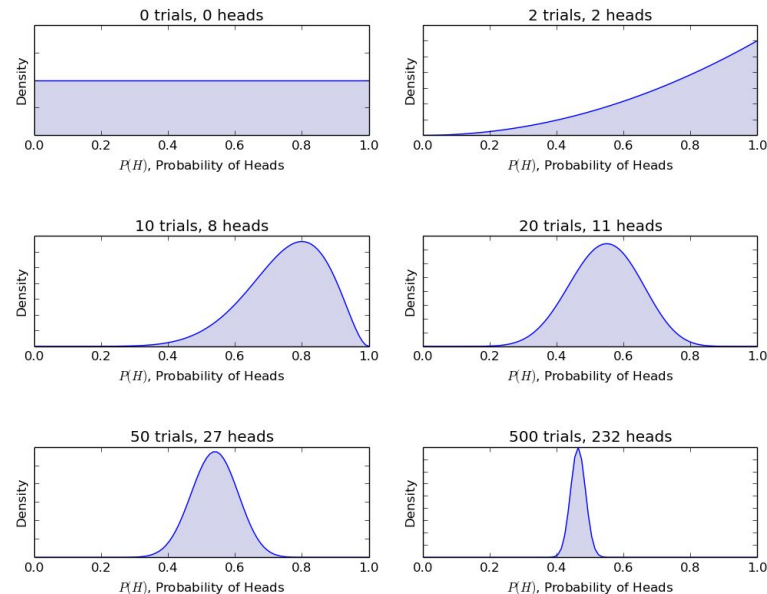 0 trials, 0 heads
Density
0.0 0.2 0.4 0.6 0.8 1.0
P(H), Probability of Heads
2 trials, 2 heads
Density
0.0 0.2 0.4 0.6 0.8 1.0
P(H), Probability of Heads
10 trials, 8 heads
Density
0.0 0.2 0.4 0.6 0.8 1.0
P(H), Probability of Heads
20 trials, 11 heads
Density
0.0 0.2 0.4 0.6 0.8 1.0
P(H), Probability of Heads
50 trials, 27 heads
Density
0.0 0.2 0.4 0.6 0.8 1.0
P(H), Probability of Heads
500 trials, 232 heads
Density
0.0 0.2 0.4 0.6 0.8 1.0
P(H), Probability of Heads